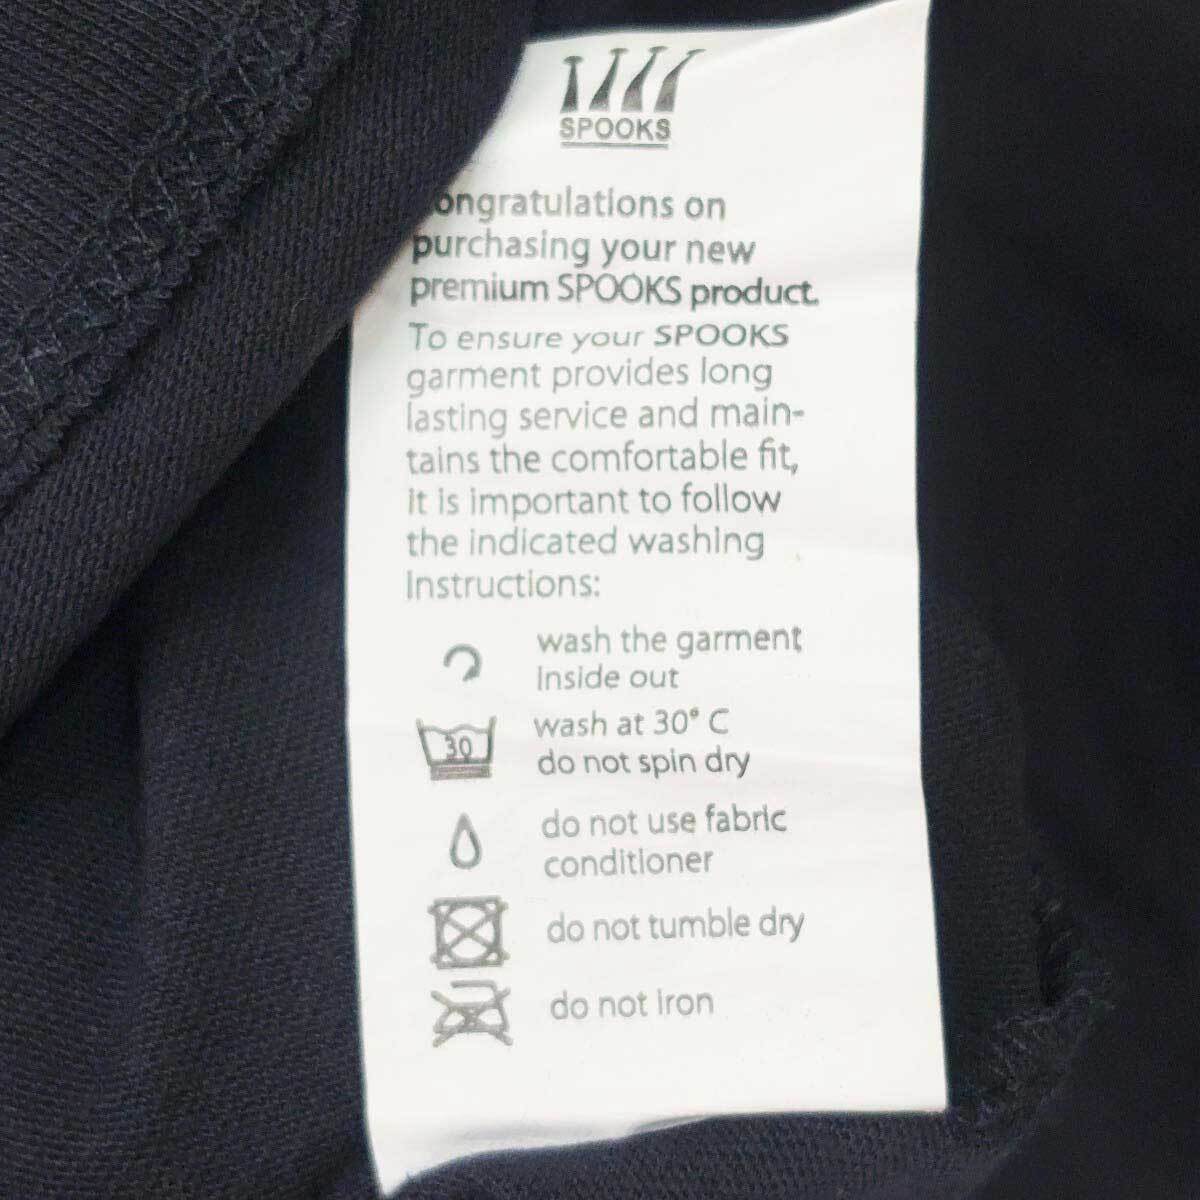 SPOOKS
ongratulations on
purchasing your new
premium SPOOKS product.
To ensure your SPOOKS
garment provides long
lasting service and main-
tains the comfortable fit,
it is important to follow
the indicated washing
instructions:
wash the garment
inside out
30
wash at 30° C
do not spin dry
do not use fabric
conditioner
do not tumble dry
do not iron